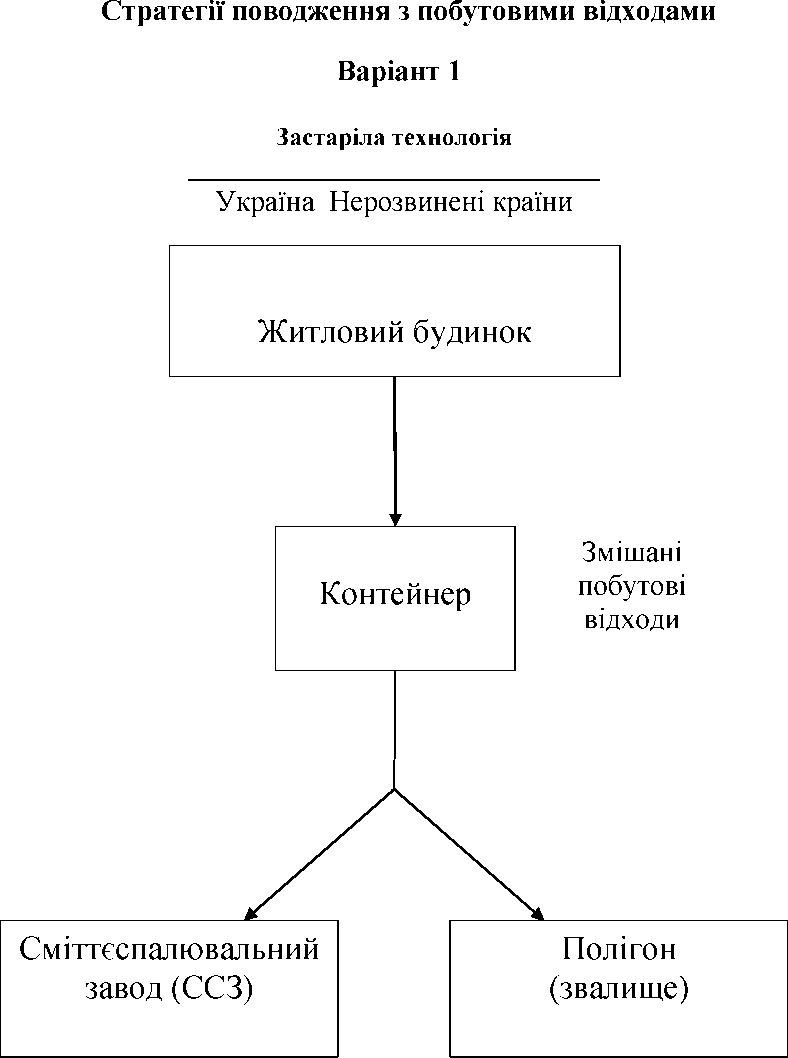 Стратегії поводження з побутовими відходами
Варіант 1
Застаріла технологія
Україна Нерозвинені країни
Житловий будинок
Контейнер
Змішані
побутові
відходи
Сміттєспалювальний
завод (ССЗ)
Полігон
(звалище)